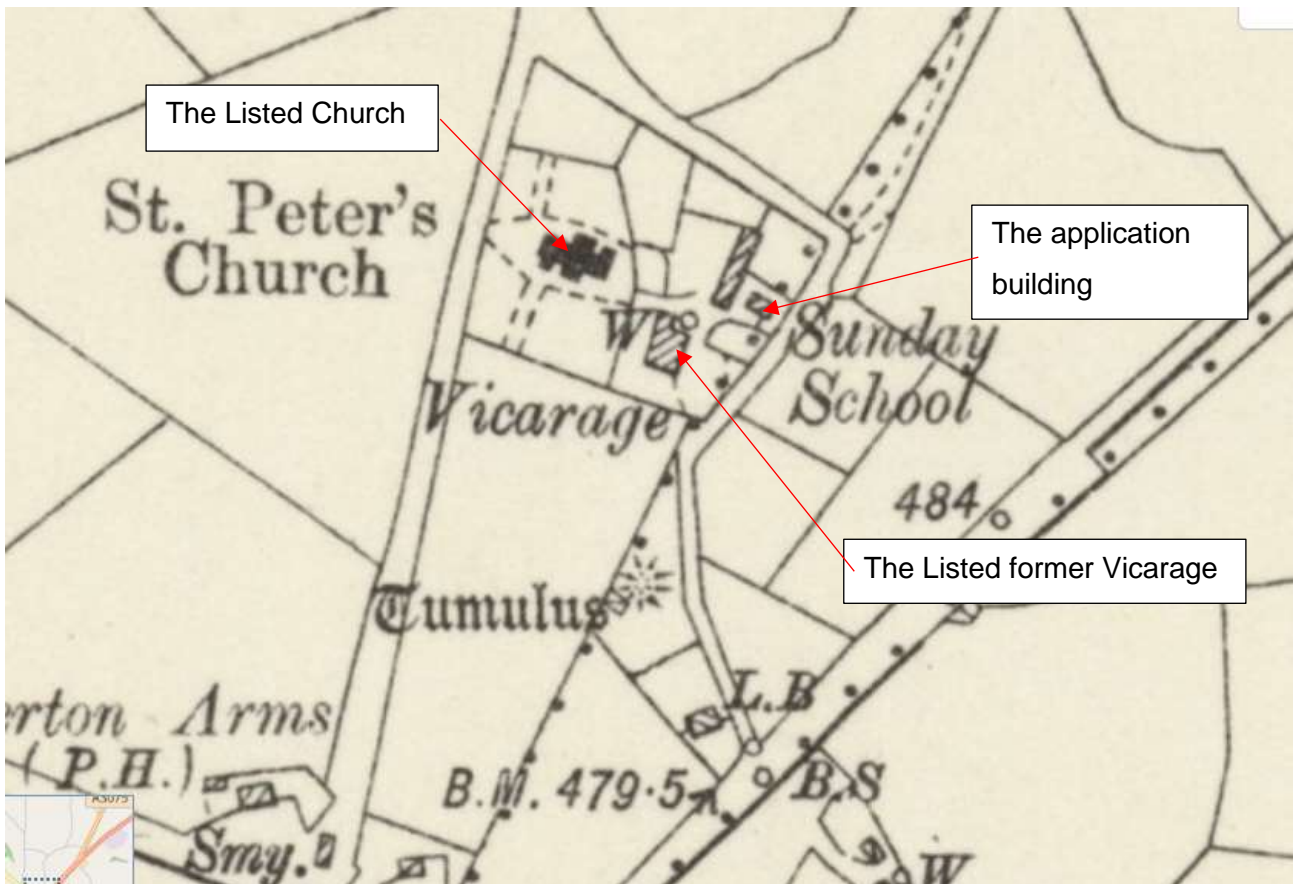 The Listed Church
St. Peter's
Church
The application
building
W
Sunday
School
Vicarage
484
The Listed former Vicarage
Tumulus
L.B
erton Arms
(P.H.)
B.M. 479·5
B.S
Smy.
W
A5075